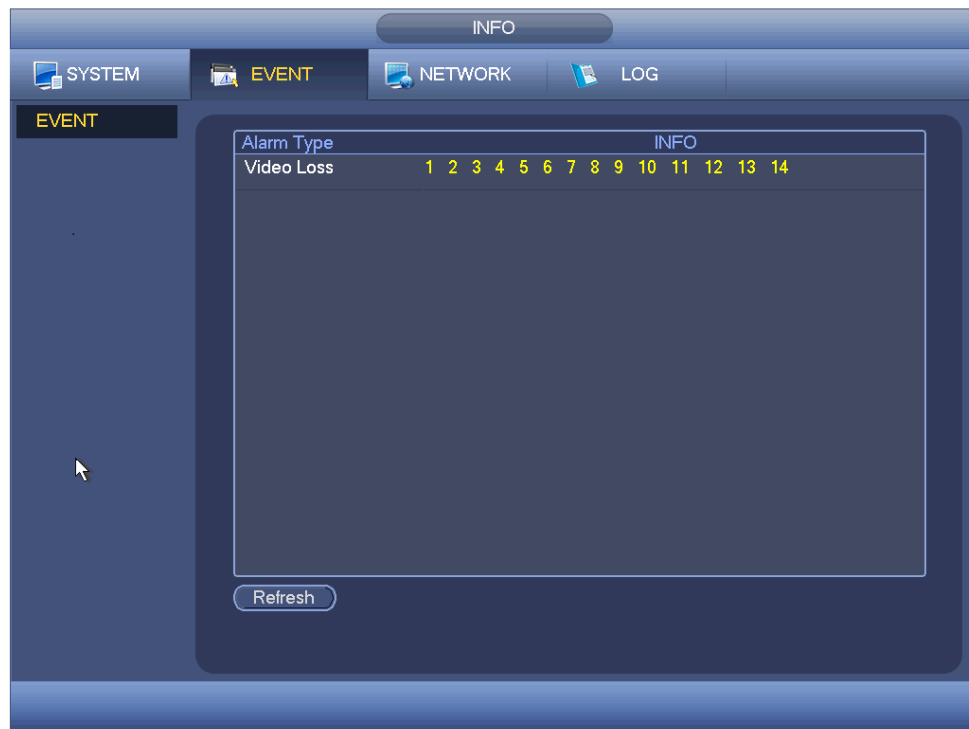 INFO
SYSTEM EVENT NETWORK LOG
EVENT
Alarm Type INFO
Video Loss 1 2 3 4 5 6 7 8 9 10 11 12 13 14
Refresh